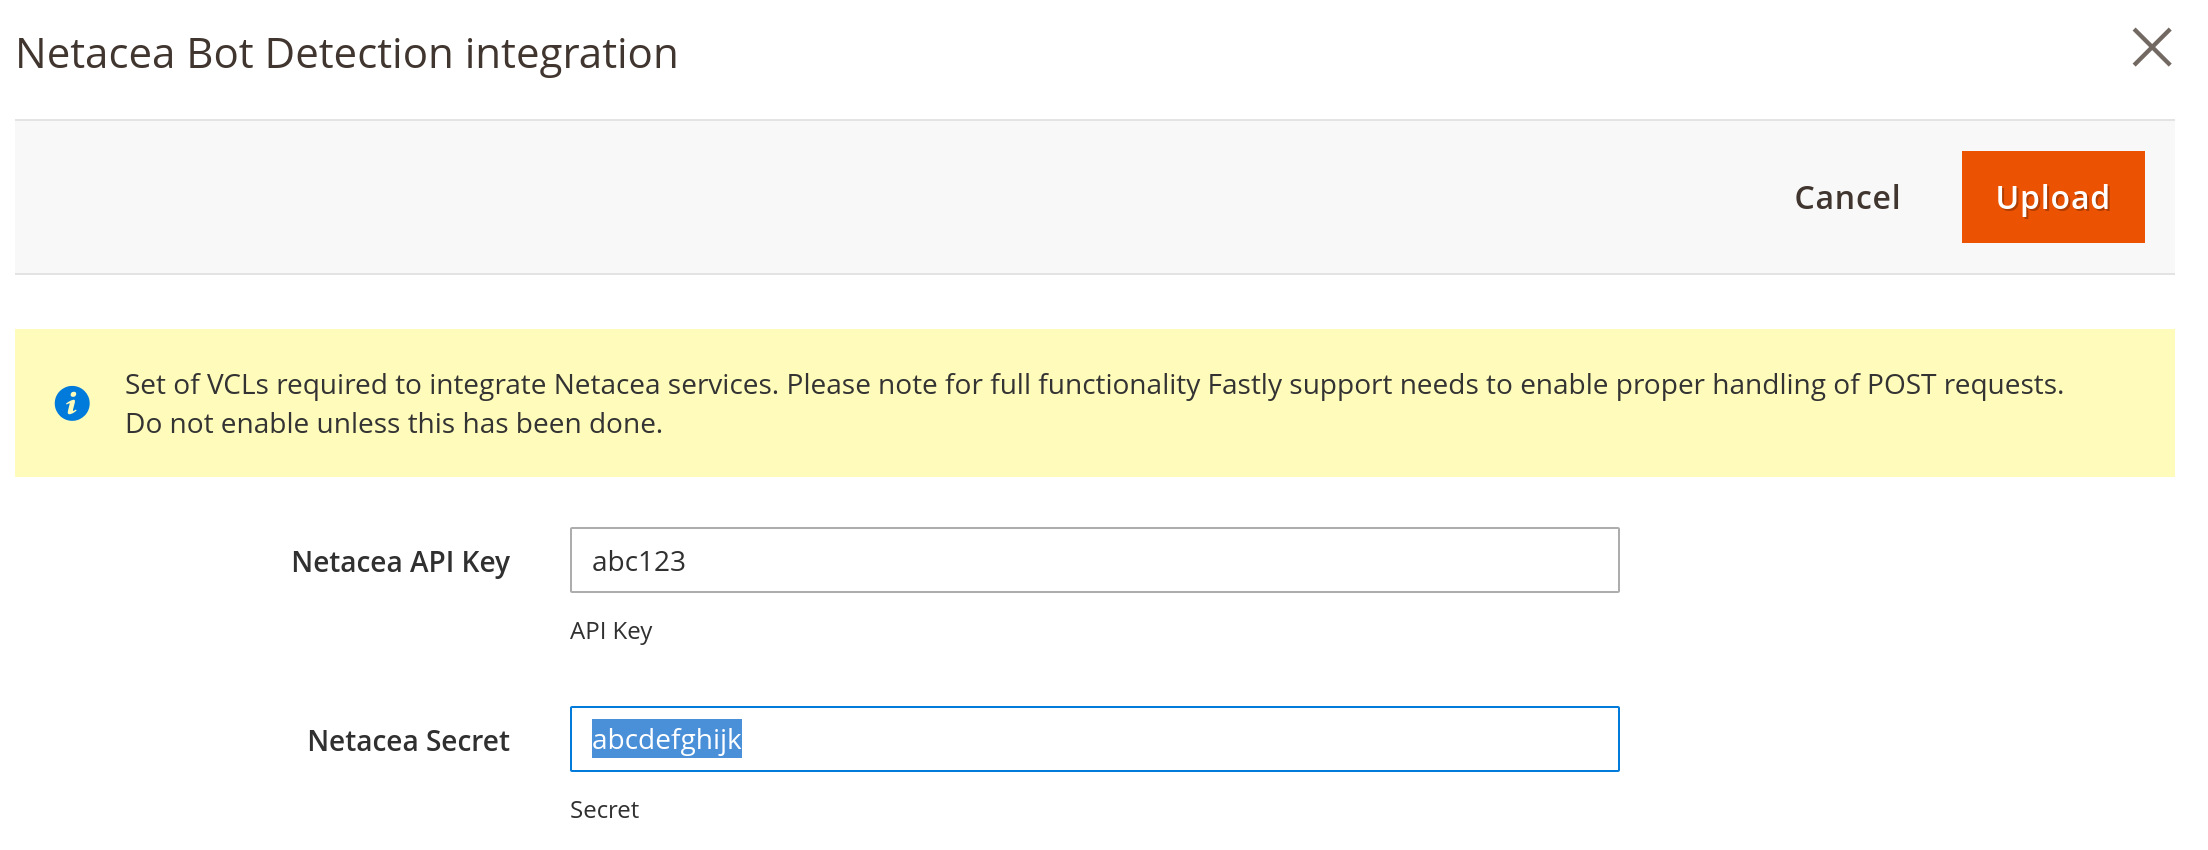 Netacea Bot Detection integration
Cancel
Upload
Set of VCLs required to integrate Netacea services. Please note for full functionality Fastly support needs to enable proper handling of POST requests.
Do not enable unless this has been done.
Netacea API Key
abc123
API Key
Netacea Secret
abcdefghijk
Secret